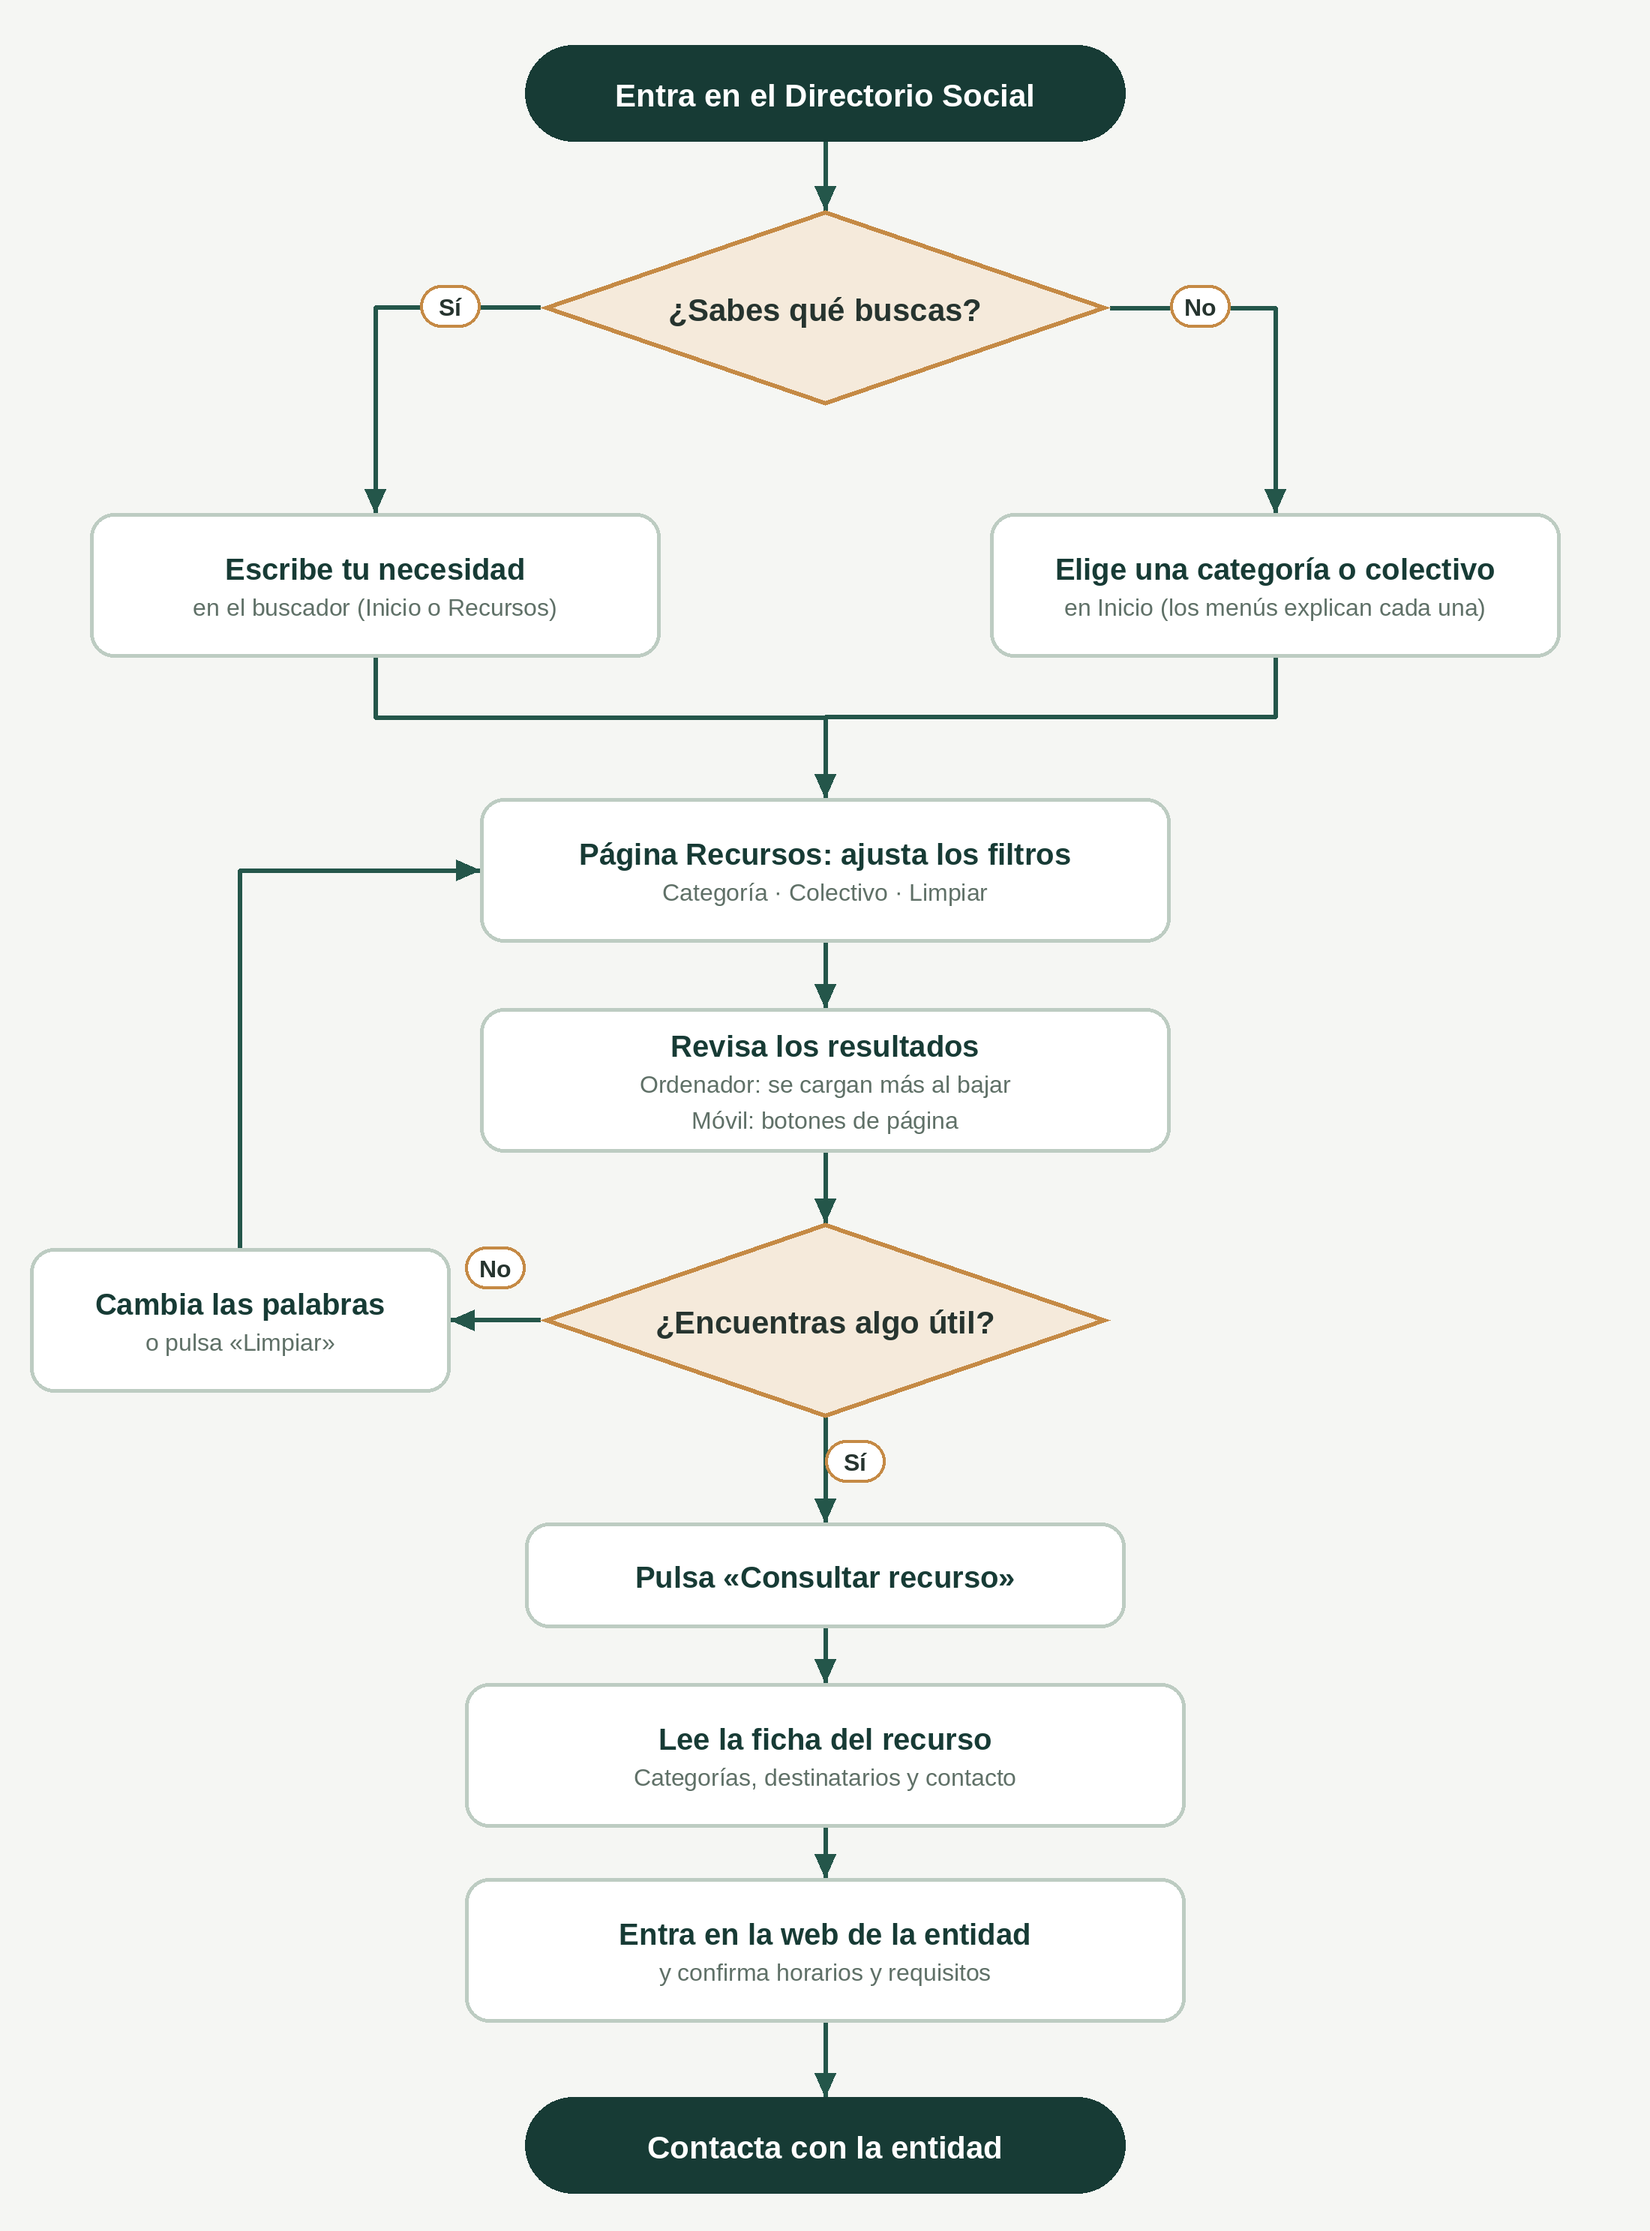 Entra en el Directorio Social
¿Sabes qué buscas?
Sí
No
Escribe tu necesidad
en el buscador (Inicio o Recursos)
Elige una categoría o colectivo
en Inicio (los menús explican cada una)
Página Recursos: ajusta los filtros
Categoría · Colectivo · Limpiar
Revisa los resultados
Ordenador: se cargan más al bajar
Móvil: botones de página
¿Encuentras algo útil?
No
Cambia las palabras
o pulsa «Limpiar»
Sí
Pulsa «Consultar recurso»
Lee la ficha del recurso
Categorías, destinatarios y contacto
Entra en la web de la entidad
y confirma horarios y requisitos
Contacta con la entidad